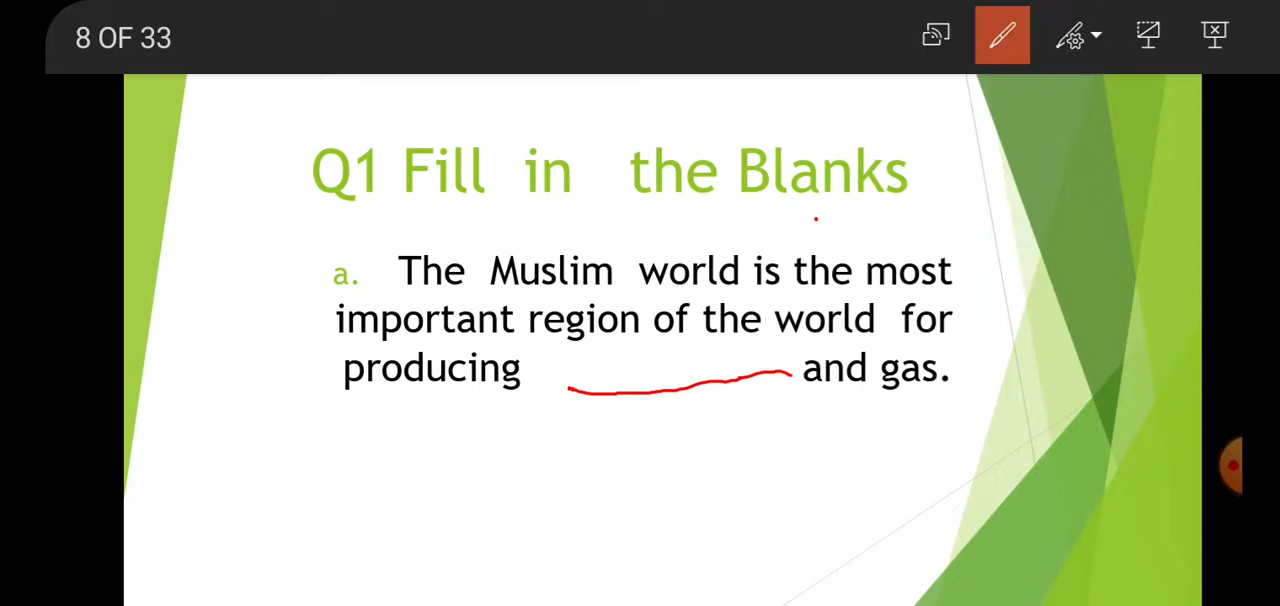 8 OF 33
Q1 Fill in the Blanks
a. The Muslim world is the most
important region of the world for
producing and gas.